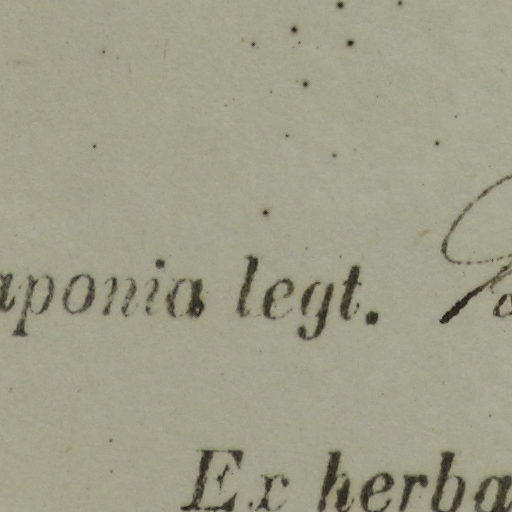 aponia legt.
Ex herba